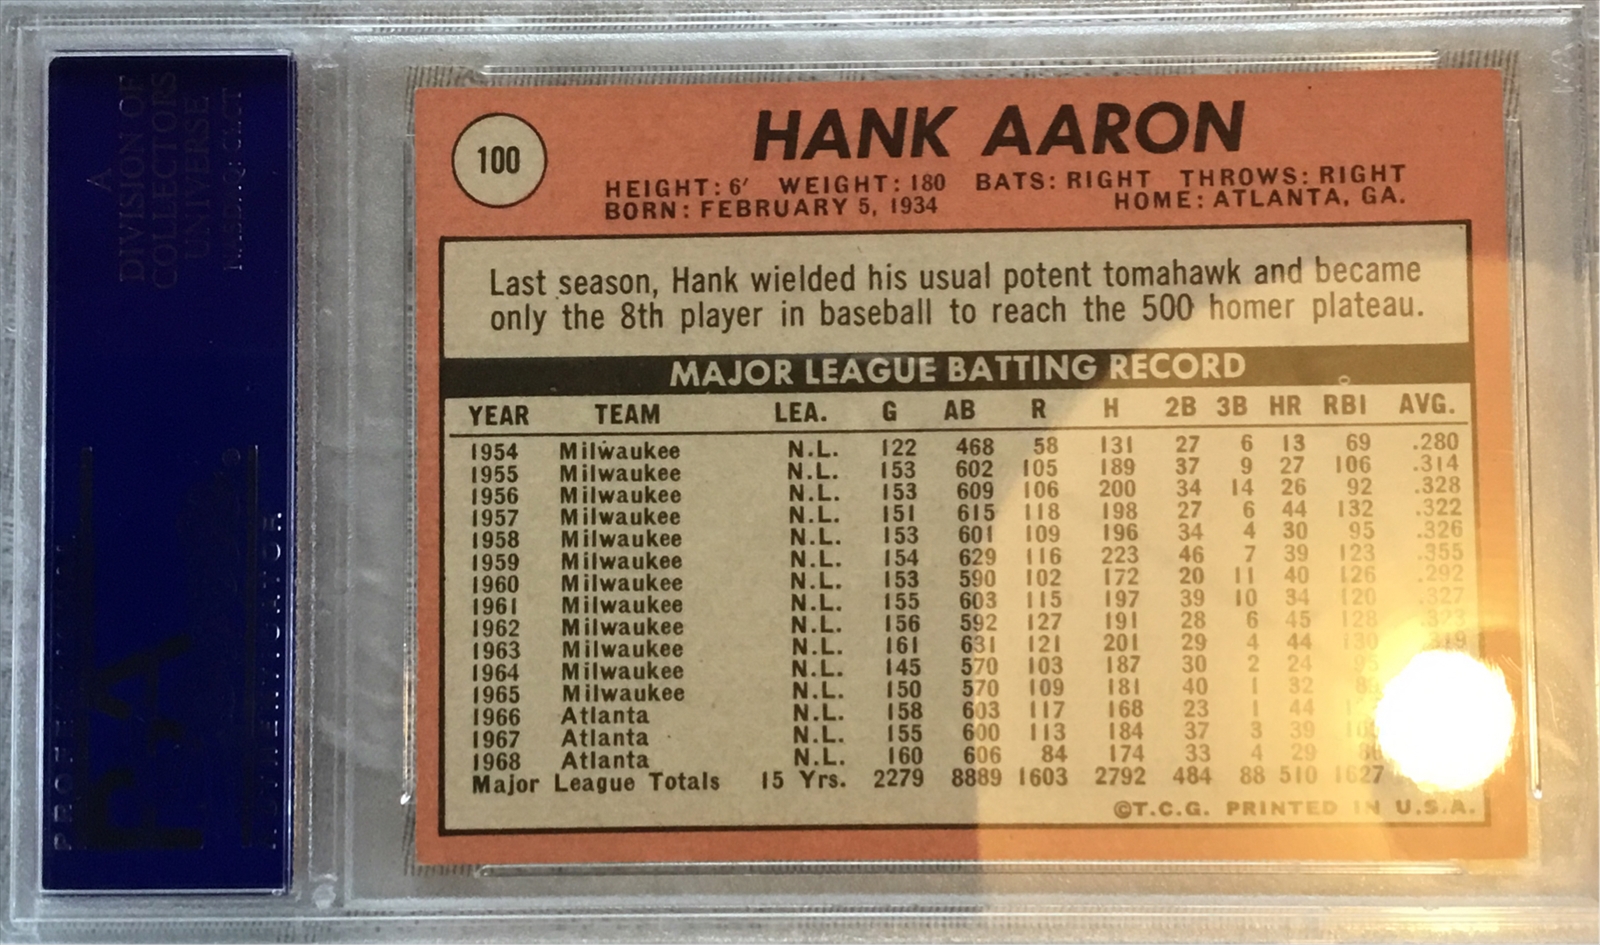 A
DIVISION OF
COLLECTORS
UNIVERSE
NASDAQ: CLCT
100
HANK AARON
HEIGHT: 6' WEIGHT: 180 BATS: RIGHT THROWS: RIGHT
BORN: FEBRUARY 5, 1934 HOME: ATLANTA, GA.
Last season, Hank wielded his usual potent tomahawk and became
only the 8th player in baseball to reach the 500 homer plateau.
MAJOR LEAGUE BATTING RECORD
YEAR TEAM LEA. G AB R H 2B 3B HR RBI AVG.
1954 Milwaukee N.L. 122 468 58 131 27 6 13 69 .280
1955 Milwaukee N.L. 153 602 105 189 37 9 27 106 .314
1956 Milwaukee N.L. 153 609 106 200 34 14 26 92 .328
1957 Milwaukee N.L. 151 615 118 198 27 6 44 132 .322
1958 Milwaukee N.L. 153 601 109 196 34 4 30 95 .326
1959 Milwaukee N.L. 154 629 116 223 46 7 39 123 .355
1960 Milwaukee N.L. 153 590 102 172 20 11 40 126 .292
1961 Milwaukee N.L. 155 603 115 197 39 10 34 120 .327
1962 Milwaukee N.L. 156 592 127 191 28 6 45 128 .323
1963 Milwaukee N.L. 161 631 121 201 29 4 44 130 .319
1964 Milwaukee N.L. 145 570 103 187 30 2 24 95
1965 Milwaukee N.L. 150 570 109 181 40 1 32
1966 Atlanta N.L. 158 603 117 168 23 1 44
1967 Atlanta N.L. 155 600 113 184 37 3 39
1968 Atlanta N.L. 160 606 84 174 33 4 29
Major League Totals 15 Yrs. 2279 8889 1603 2792 484 88 510 1627
©T.C.G. PRINTED IN U.S.A.